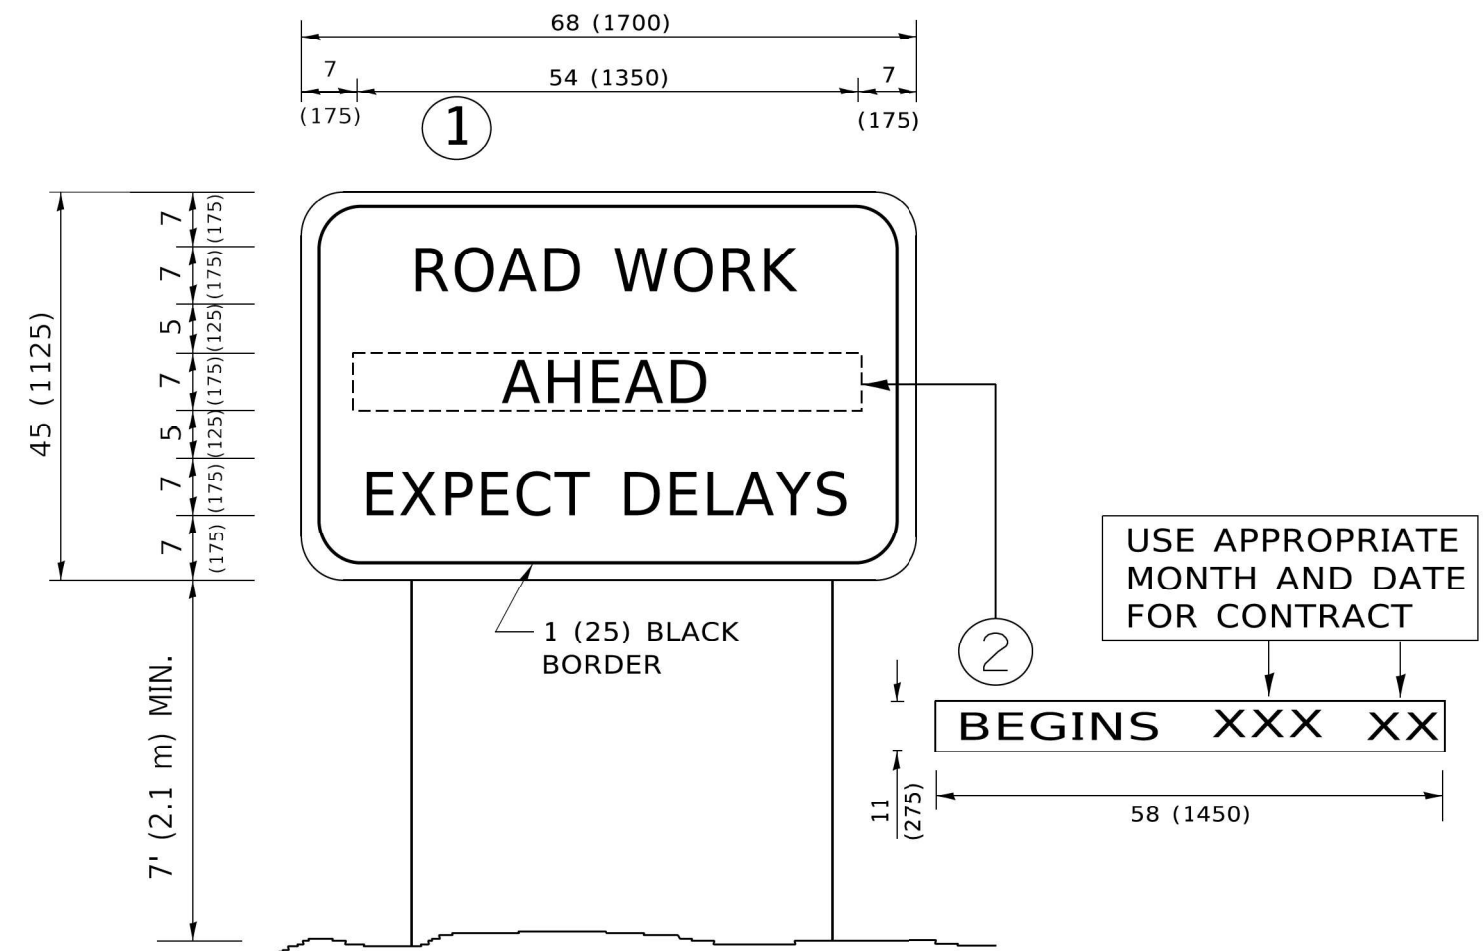 68 (1700)
7
54 (1350)
7
(175)
(175)
1
7
(175)
7
(175)
5
(125)
7
(175)
5
(125)
7
(175)
7
(175)
45 (1125)
ROAD WORK
AHEAD
EXPECT DELAYS
1 (25) BLACK
BORDER
7' (2.1 m) MIN.
2
USE APPROPRIATE
MONTH AND DATE
FOR CONTRACT
BEGINS XXX XX
11
(275)
58 (1450)